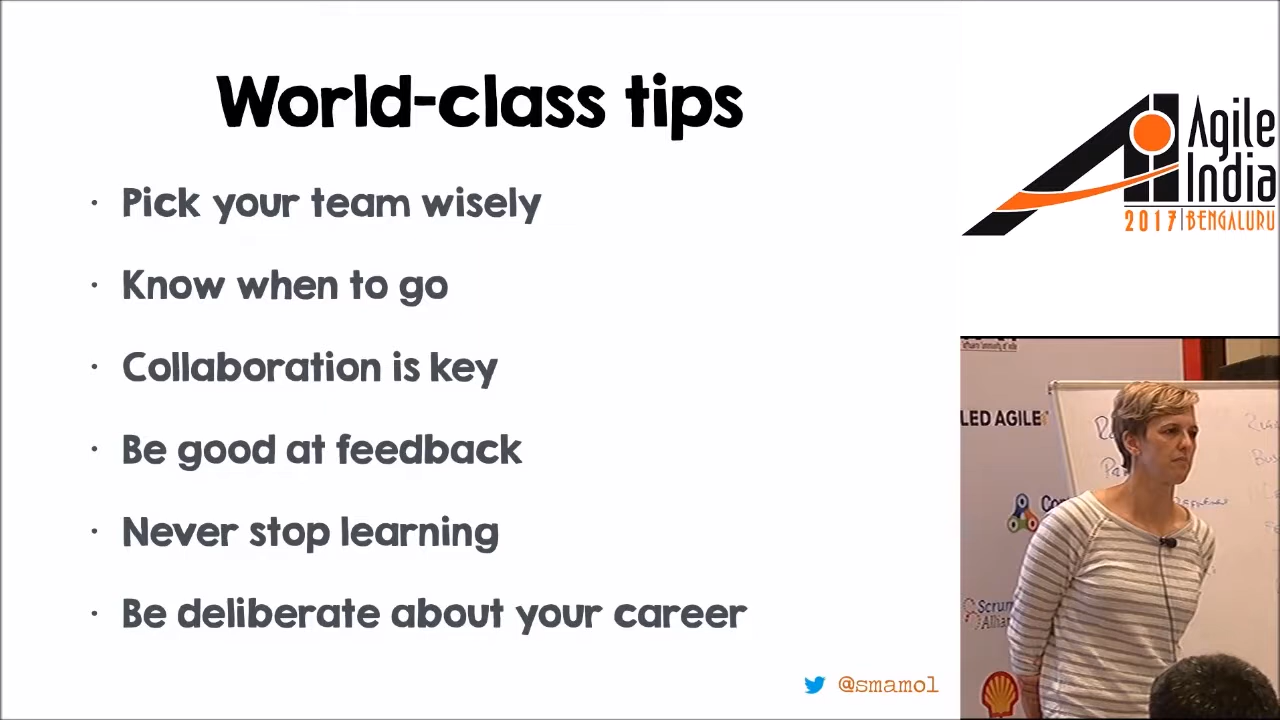 World-class tips
· Pick your team wisely
· Know when to go
· Collaboration is key
· Be good at feedback
· Never stop learning
· Be deliberate about your career
@smamol
Agile
India
2017 | BENGALURU
LED AGILE
Scrum